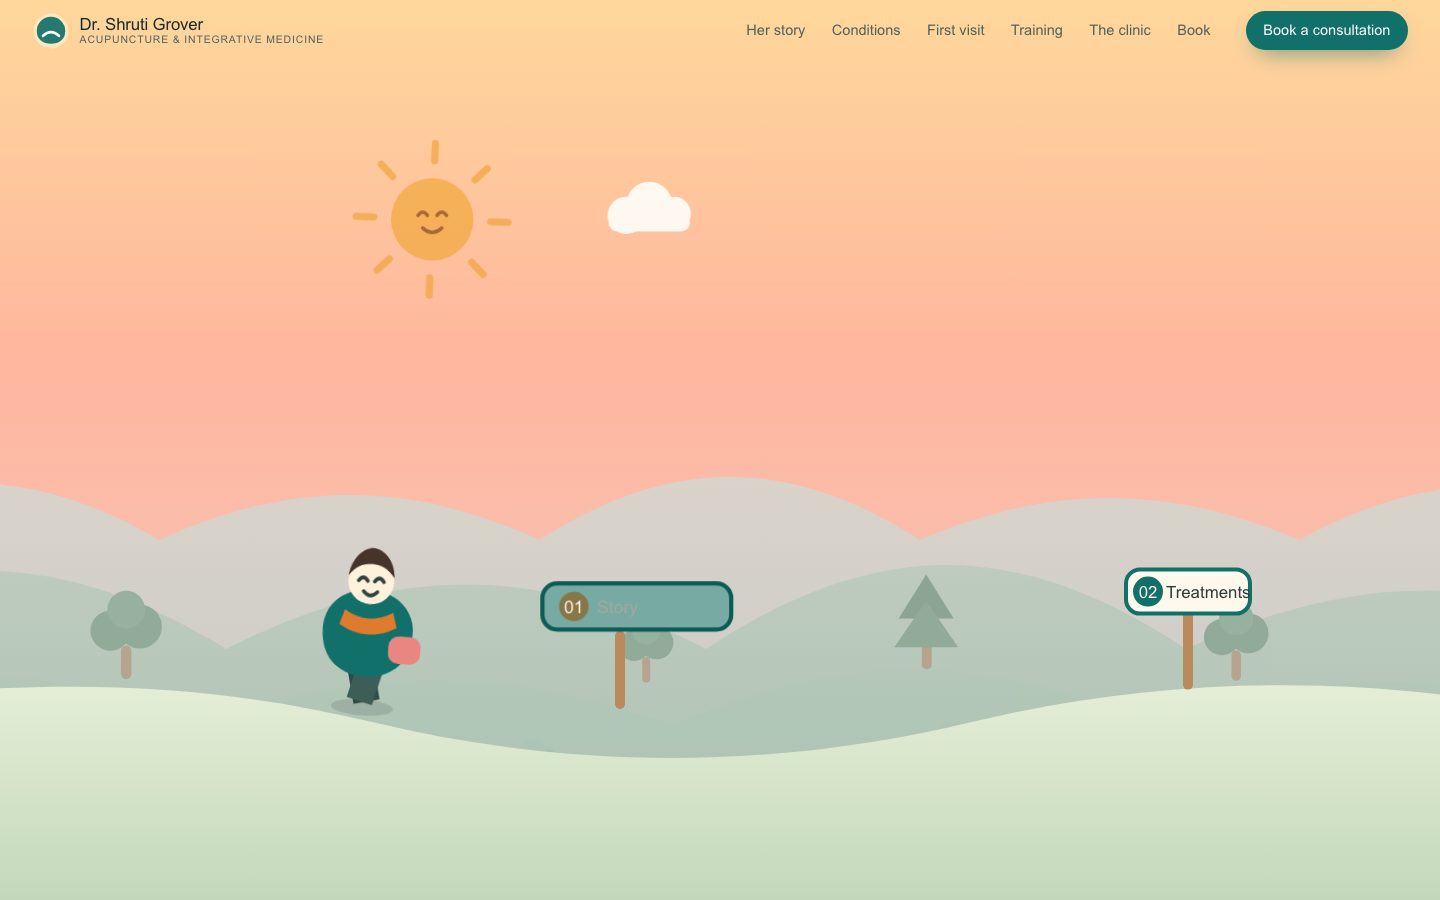 Dr. Shruti Grover
ACUPUNCTURE & INTEGRATIVE MEDICINE
Her story
Conditions
First visit
Training
The clinic
Book
Book a consultation
01 Story
02 Treatments